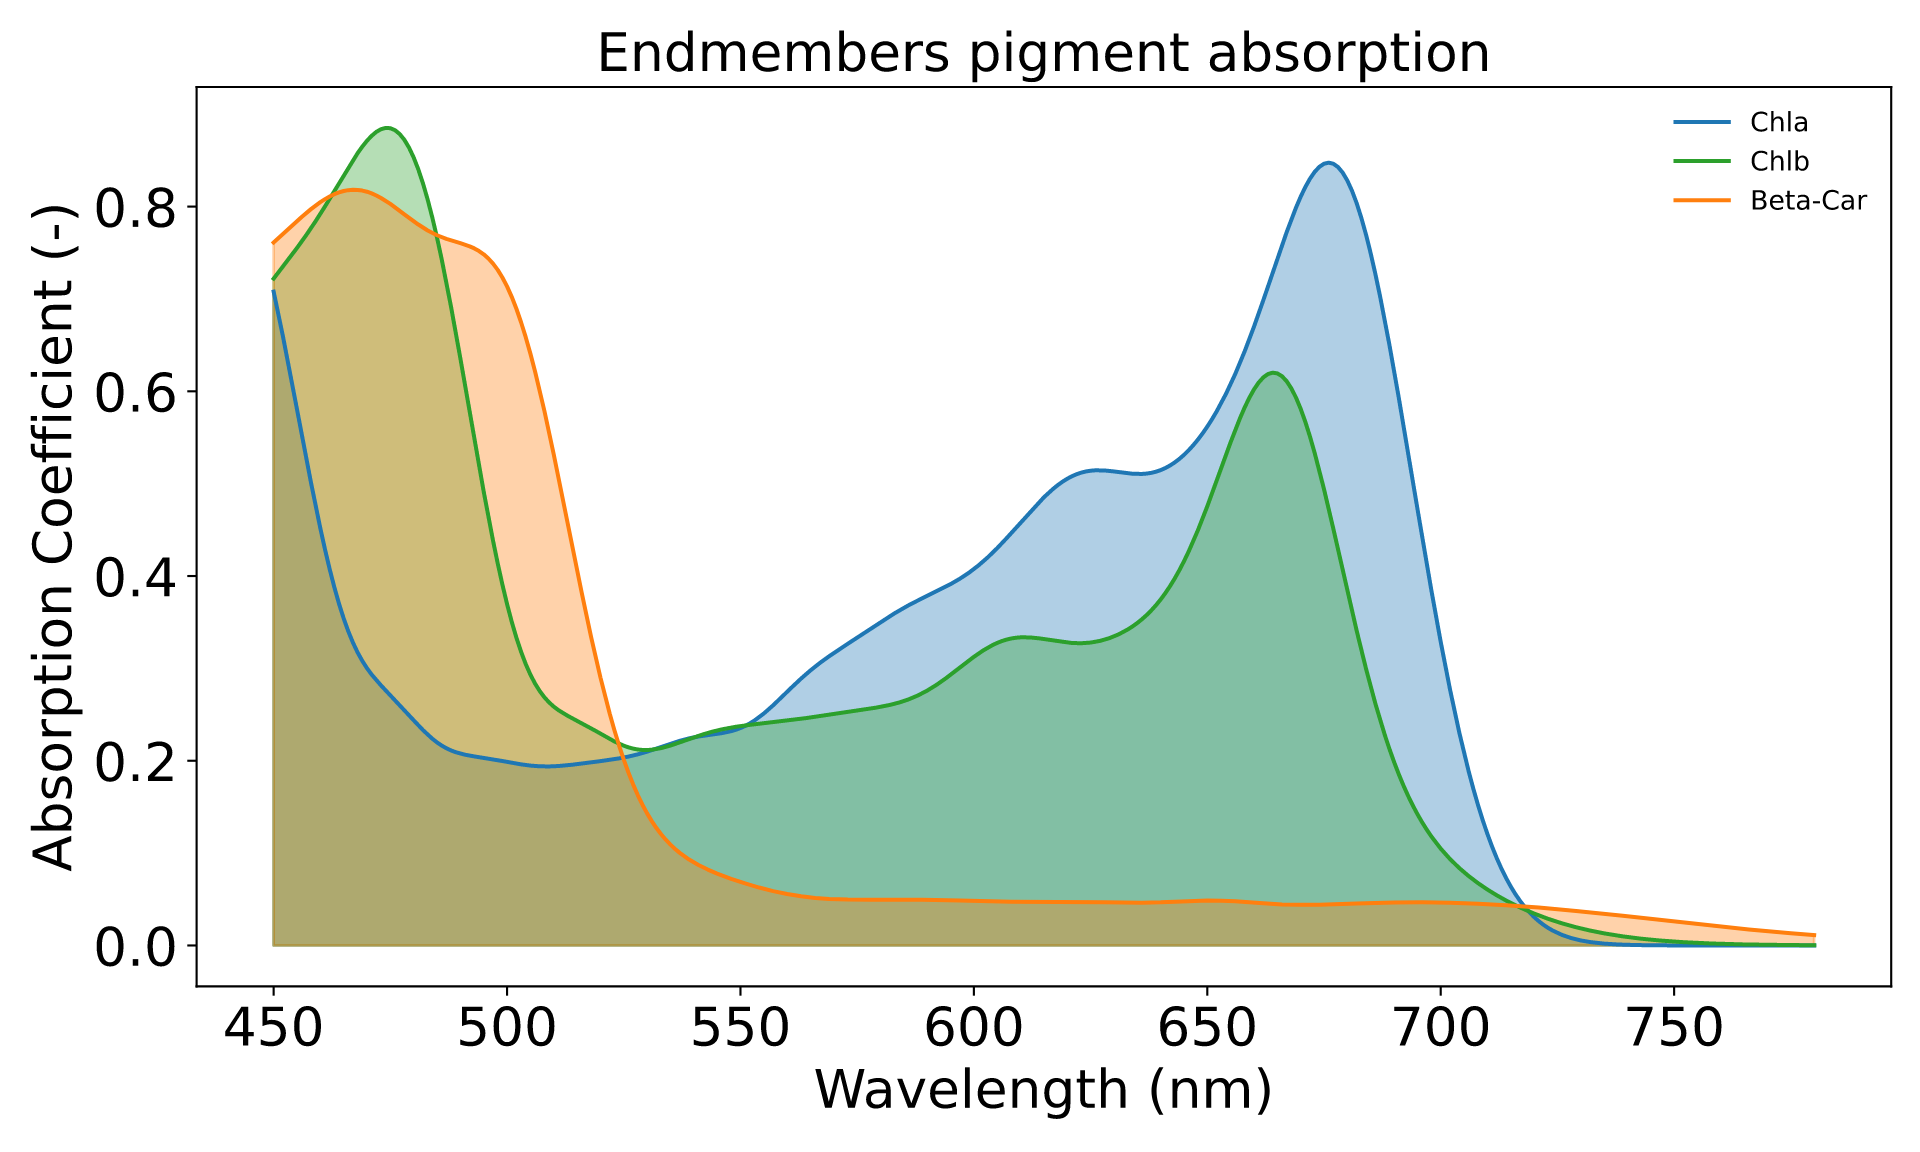 Endmembers pigment absorption
Chla
Chlb
Beta-Car
Absorption Coefficient (-)
0.8
0.6
0.4
0.2
0.0
450 500 550 600 650 700 750
Wavelength (nm)